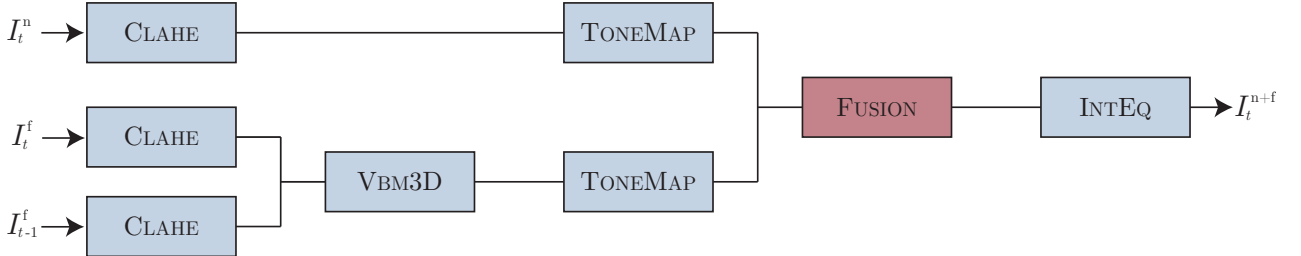 I_t^n CLAHE TONEMAP
FUSION INTEQ I_t^{n+f}
I_t^f CLAHE
VBM3D TONEMAP
I_{t-1}^f CLAHE